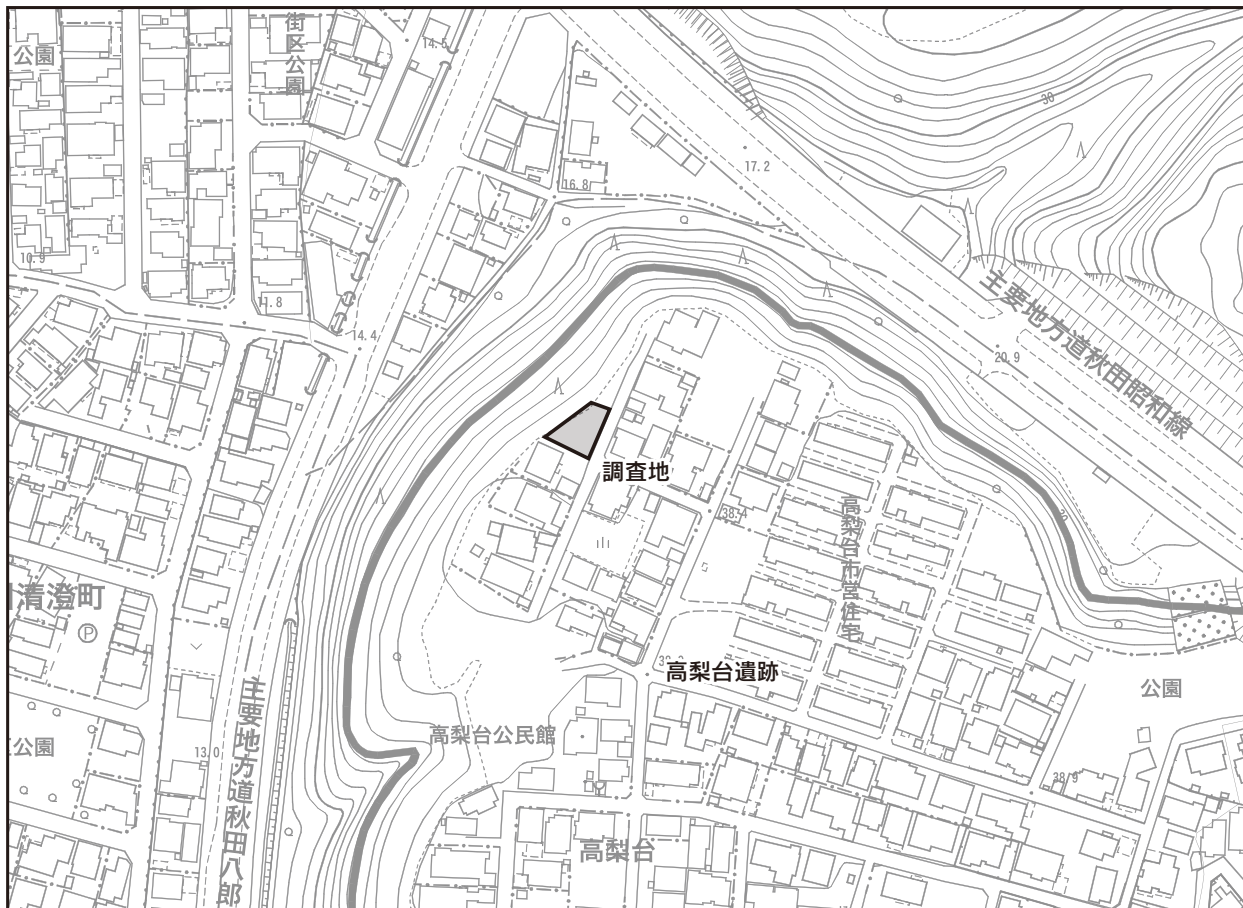 公園
街区公園
14.5
30
17.2
16.8
10.9
11.8
14.4
主要地方道秋田昭和線
20.9
調査地
38.4
高梨台市営住宅
清澄町
P
高梨台遺跡
公園
公園
13.0
主要地方道秋田八郎
高梨台公民館
38.9
高梨台